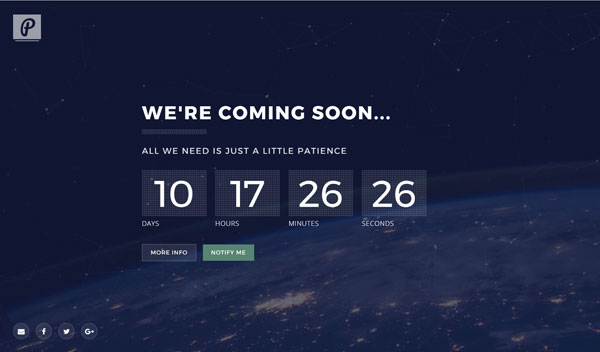 P
WE'RE COMING SOON...
ALL WE NEED IS JUST A LITTLE PATIENCE
10 17 26 26
DAYS HOURS MINUTES SECONDS
MORE INFO NOTIFY ME
f G+